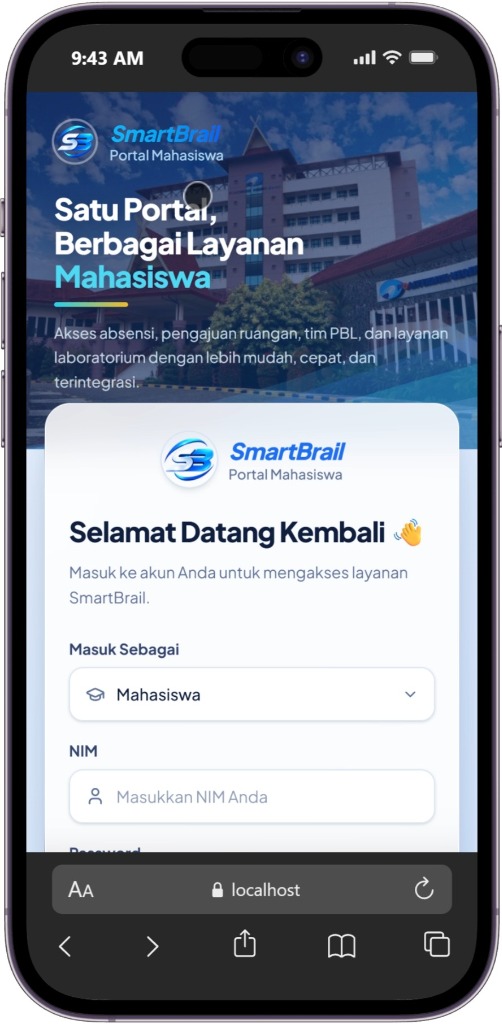 9:43 AM
SmartBrail
Portal Mahasiswa
Satu Portal,
Berbagai Layanan
Mahasiswa
Akses absensi, pengajuan ruangan, tim PBL, dan layanan
laboratorium dengan lebih mudah, cepat, dan
terintegrasi.
SB SmartBrail
Portal Mahasiswa
Selamat Datang Kembali 👋
Masuk ke akun Anda untuk mengakses layanan
SmartBrail.
Masuk Sebagai
Mahasiswa
NIM
Masukkan NIM Anda
Password
AA localhost